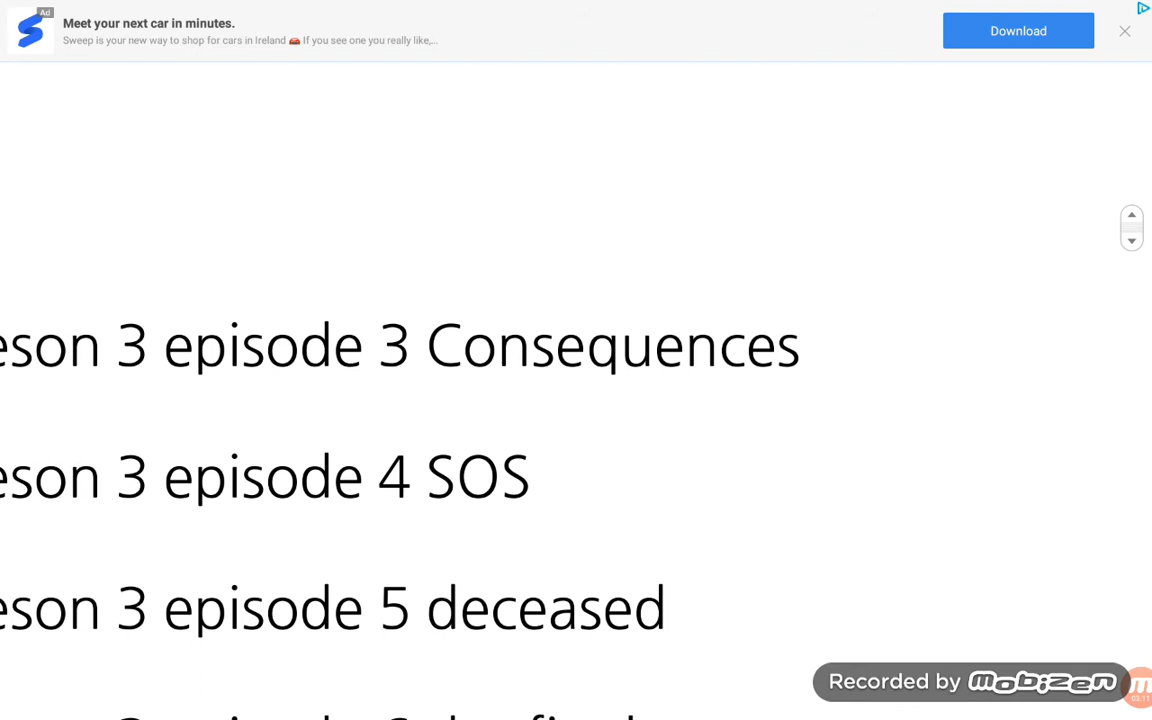 Ad
Meet your next car in minutes.
Sweep is your new way to shop for cars in Ireland 🚗 If you see one you really like,...
Download
eson 3 episode 3 Consequences
eson 3 episode 4 SOS
eson 3 episode 5 deceased
Recorded by mobizen
03:11